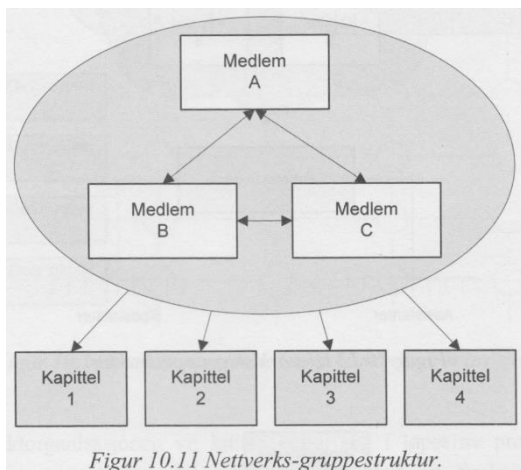 Medlem
A
Medlem
B
Medlem
C
Kapittel
1
Kapittel
2
Kapittel
3
Kapittel
4
Figur 10.11 Nettverks-gruppestruktur.